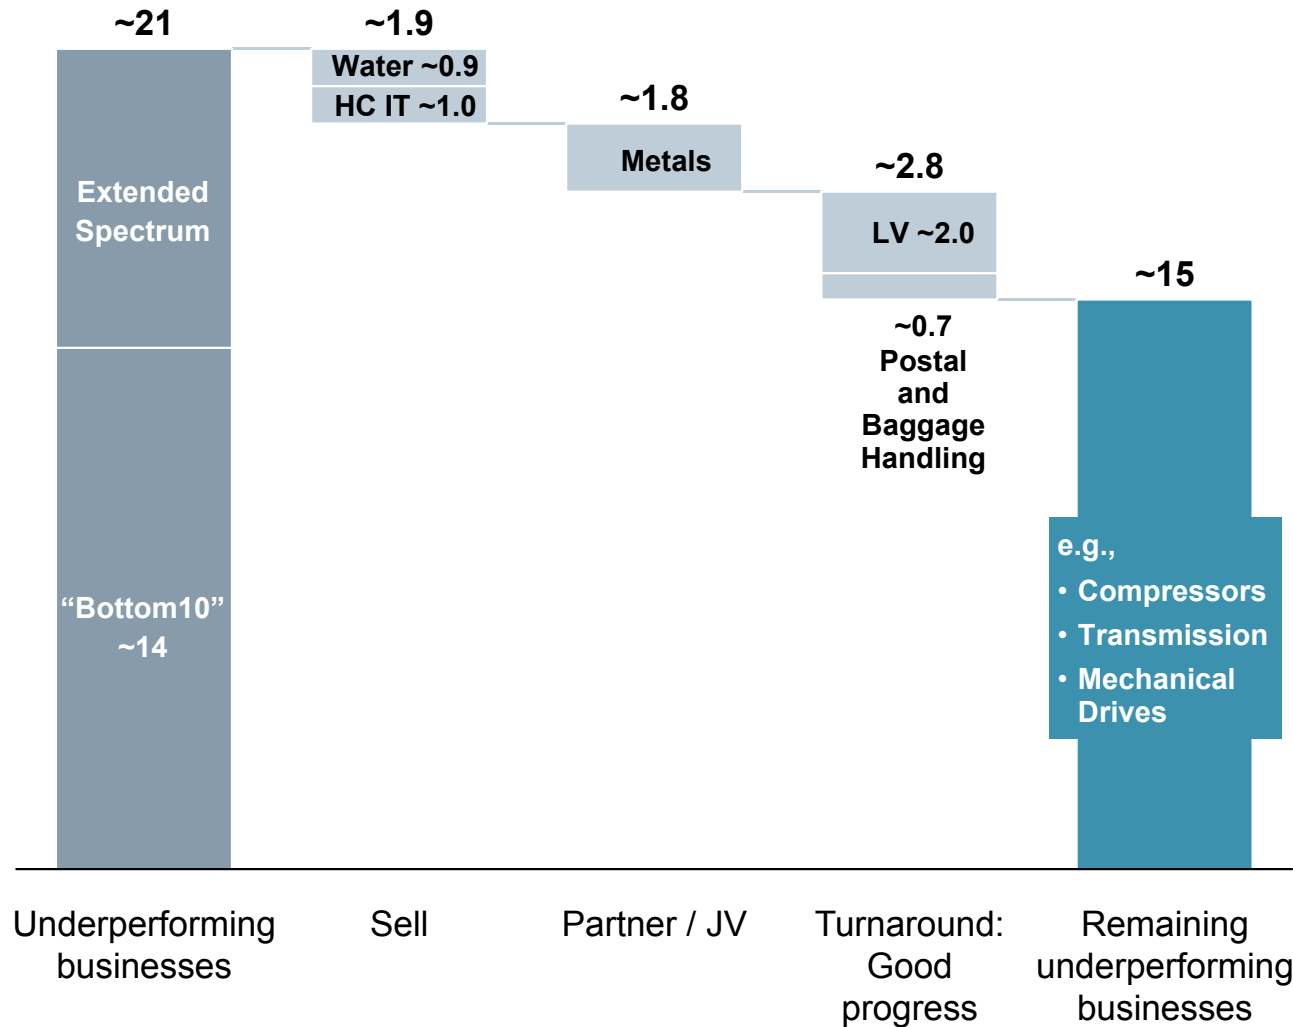 ~21
Extended
Spectrum
“Bottom10”
~14
~1.9
Water ~0.9
HC IT ~1.0
~1.8
Metals
~2.8
LV ~2.0
~0.7
Postal
and
Baggage
Handling
~15
e.g.,
• Compressors
• Transmission
• Mechanical
Drives
Underperforming
businesses
Sell
Partner / JV
Turnaround:
Good
progress
Remaining
underperforming
businesses